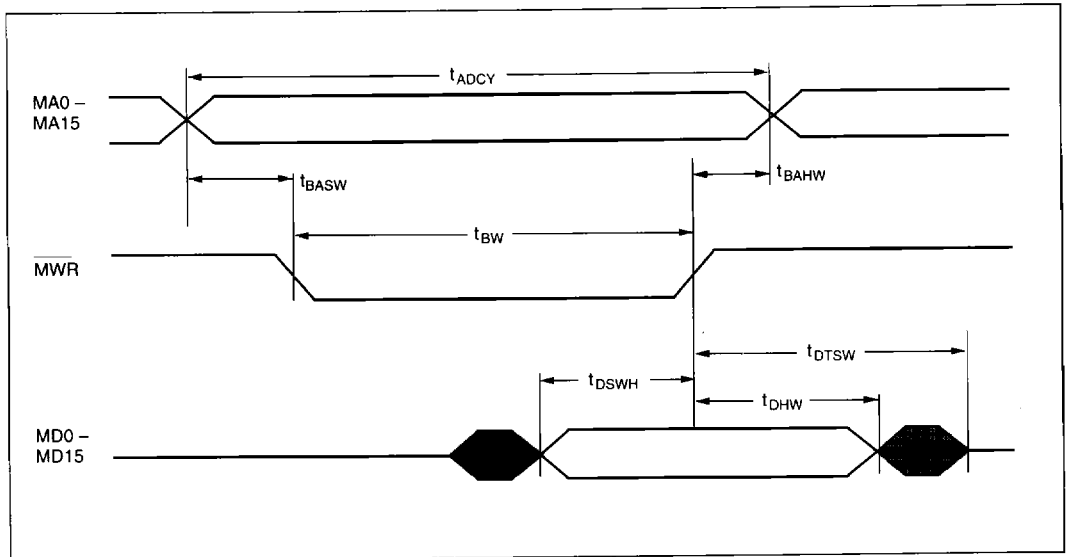 tADCY
MA0 –
MA15
tBASW
tBAHW
tBW
MWR
tDTSW
tDSWH
tDHW
MD0 –
MD15